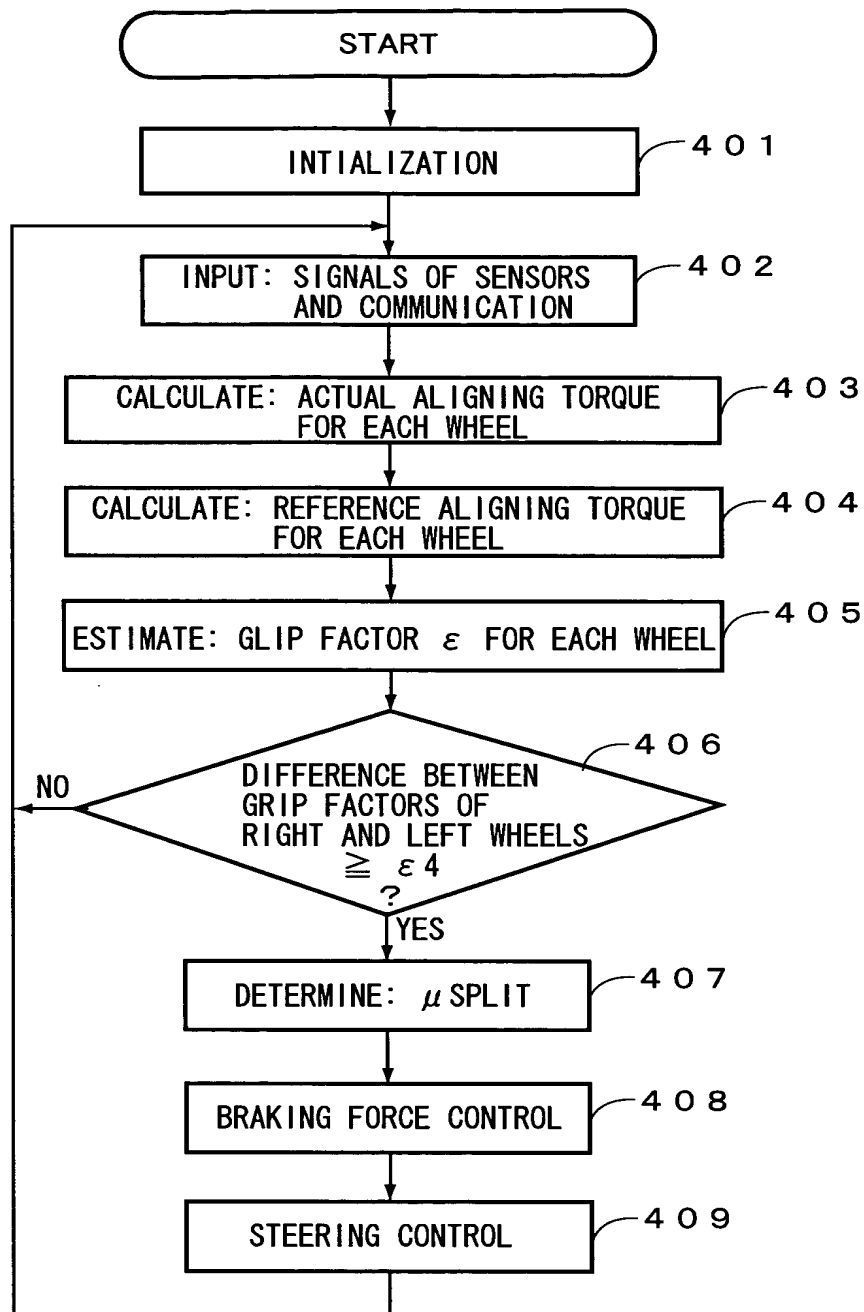 START
INTIALIZATION
401
INPUT: SIGNALS OF SENSORS
AND COMMUNICATION
402
CALCULATE: ACTUAL ALIGNING TORQUE
FOR EACH WHEEL
403
CALCULATE: REFERENCE ALIGNING TORQUE
FOR EACH WHEEL
404
ESTIMATE: GLIP FACTOR ε FOR EACH WHEEL
405
406
DIFFERENCE BETWEEN
GRIP FACTORS OF
RIGHT AND LEFT WHEELS
≧ ε4
?
NO
YES
DETERMINE: μ SPLIT
407
BRAKING FORCE CONTROL
408
STEERING CONTROL
409